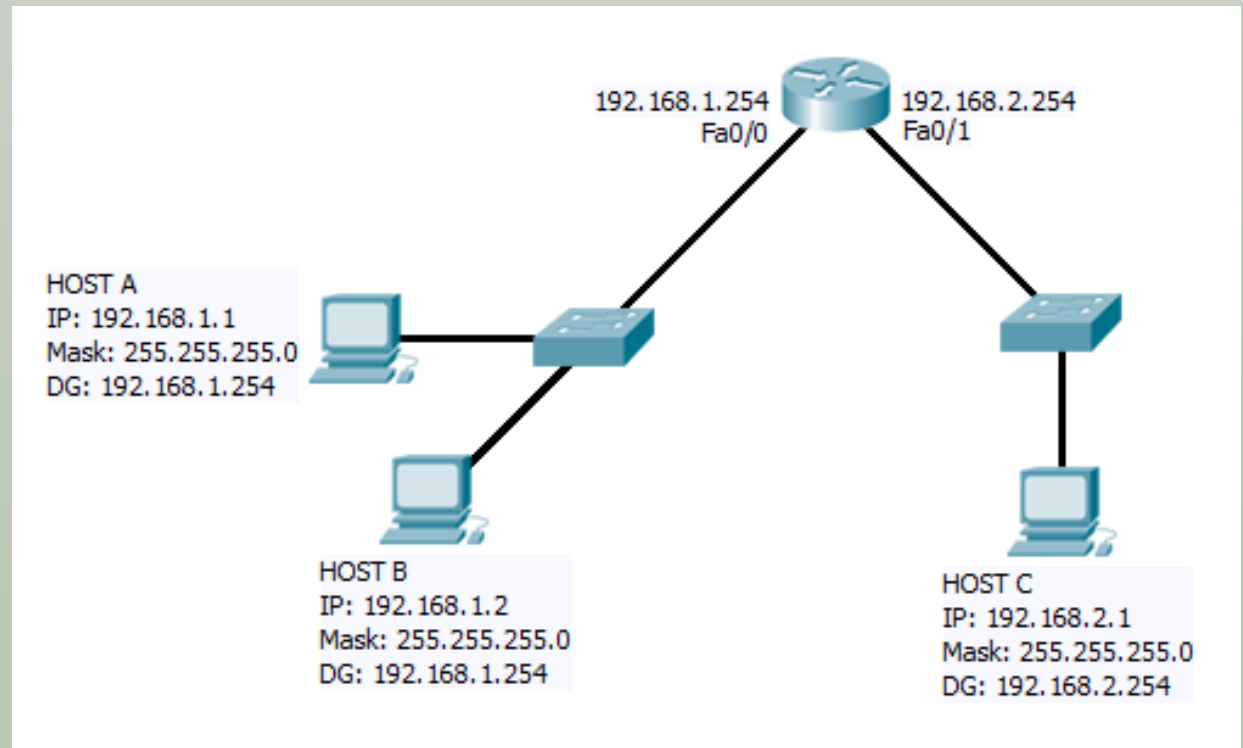 192.168.1.254
Fa0/0
192.168.2.254
Fa0/1
HOST A
IP: 192.168.1.1
Mask: 255.255.255.0
DG: 192.168.1.254
HOST B
IP: 192.168.1.2
Mask: 255.255.255.0
DG: 192.168.1.254
HOST C
IP: 192.168.2.1
Mask: 255.255.255.0
DG: 192.168.2.254